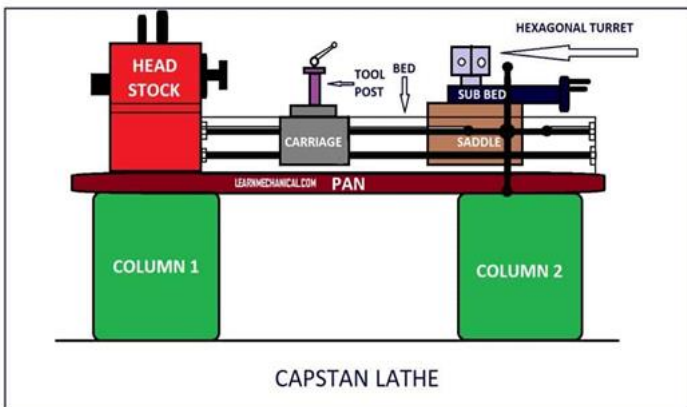 HEXAGONAL TURRET
HEAD
STOCK
TOOL
POST
BED
SUB BED
CARRIAGE
SADDLE
LEARNMECHANICAL.COM
PAN
COLUMN 1
COLUMN 2
CAPSTAN LATHE